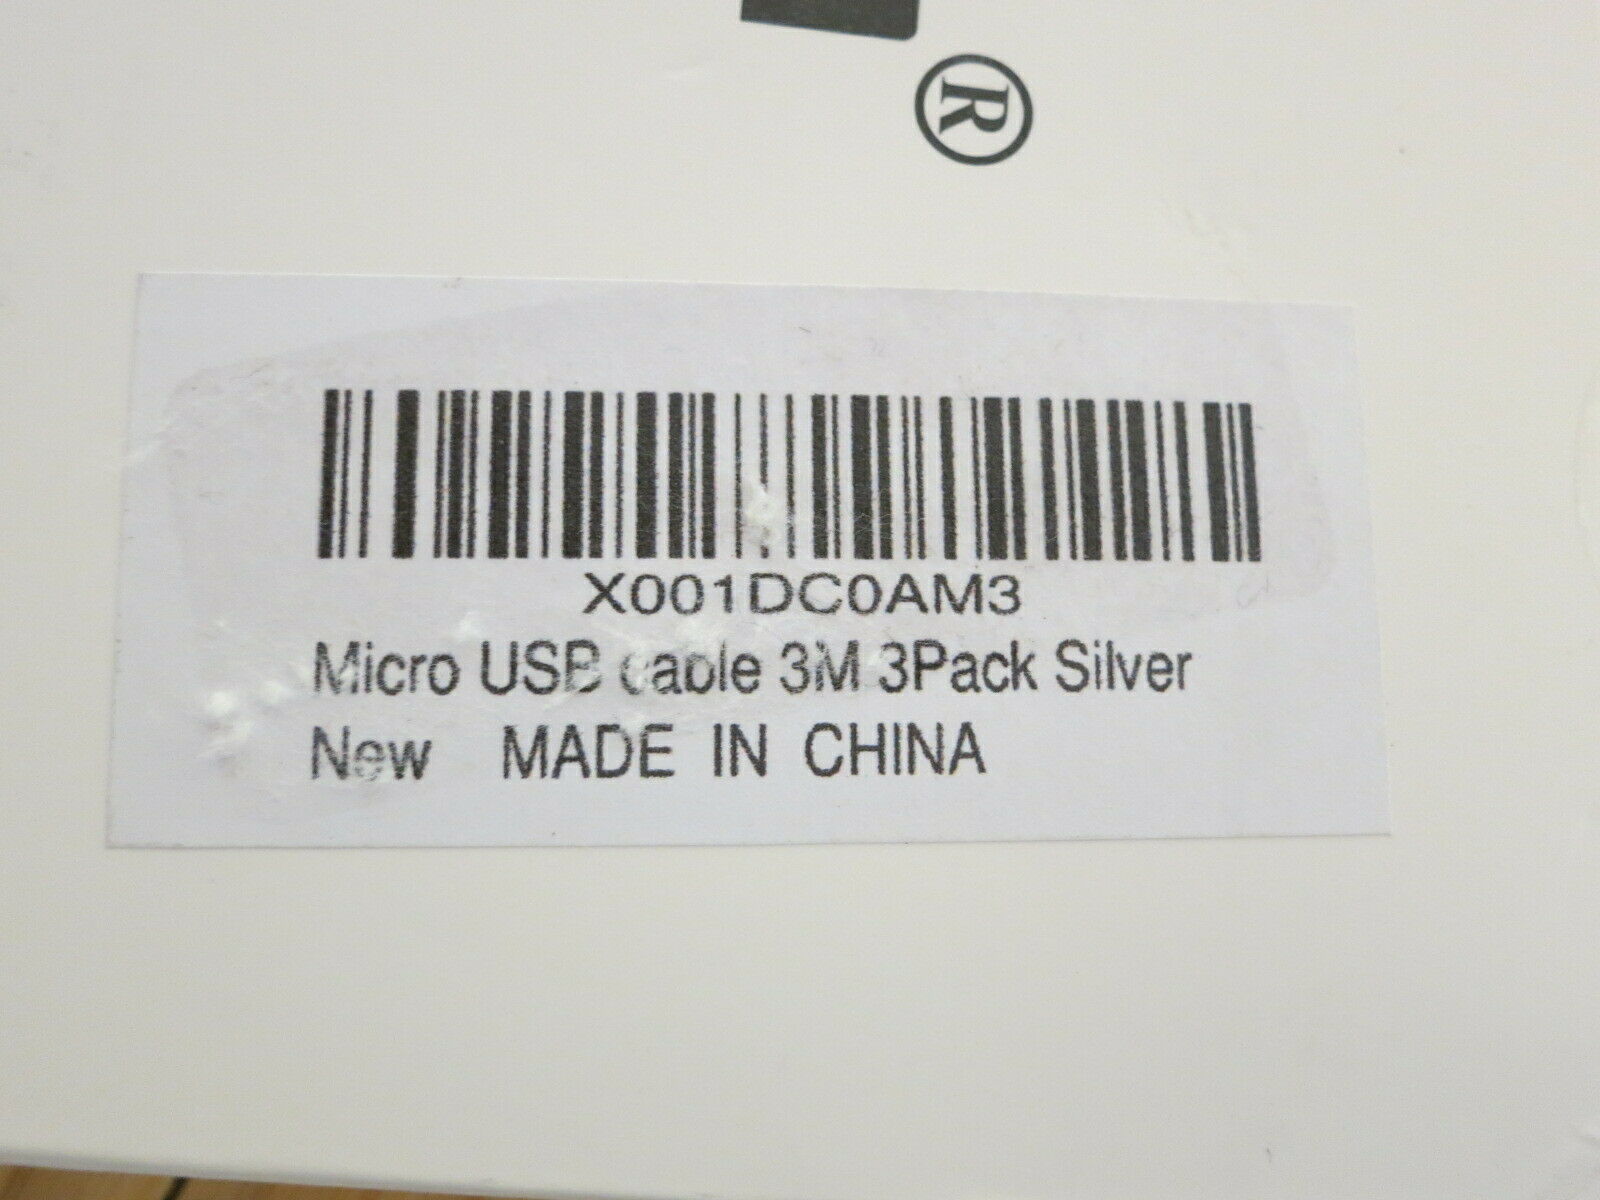 ®
X001DC0AM3
Micro USB cable 3M 3Pack Silver
New MADE IN CHINA